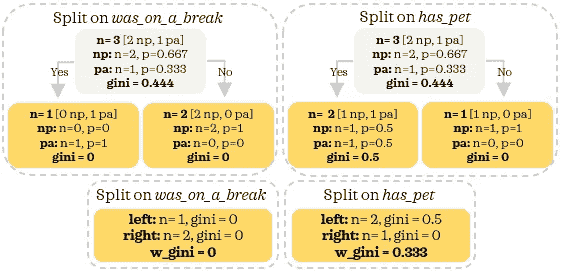 Split on was_on_a_break
n= 3 [2 np, 1 pa]
np: n=2, p=0.667
pa: n=1, p=0.333
gini = 0.444
Yes
No
n= 1 [0 np, 1 pa]
np: n=0, p=0
pa: n=1, p=1
gini = 0
n= 2 [2 np, 0 pa]
np: n=2, p=1
pa: n=0, p=0
gini = 0
Split on has_pet
n= 3 [2 np, 1 pa]
np: n=2, p=0.667
pa: n=1, p=0.333
gini = 0.444
Yes
No
n= 2 [1 np, 1 pa]
np: n=1, p=0.5
pa: n=1, p=0.5
gini = 0.5
n= 1 [1 np, 0 pa]
np: n=1, p=1
pa: n=0, p=0
gini = 0
Split on was_on_a_break
left: n= 1, gini = 0
right: n= 2, gini = 0
w_gini = 0
Split on has_pet
left: n= 2, gini = 0.5
right: n= 1, gini = 0
w_gini = 0.333